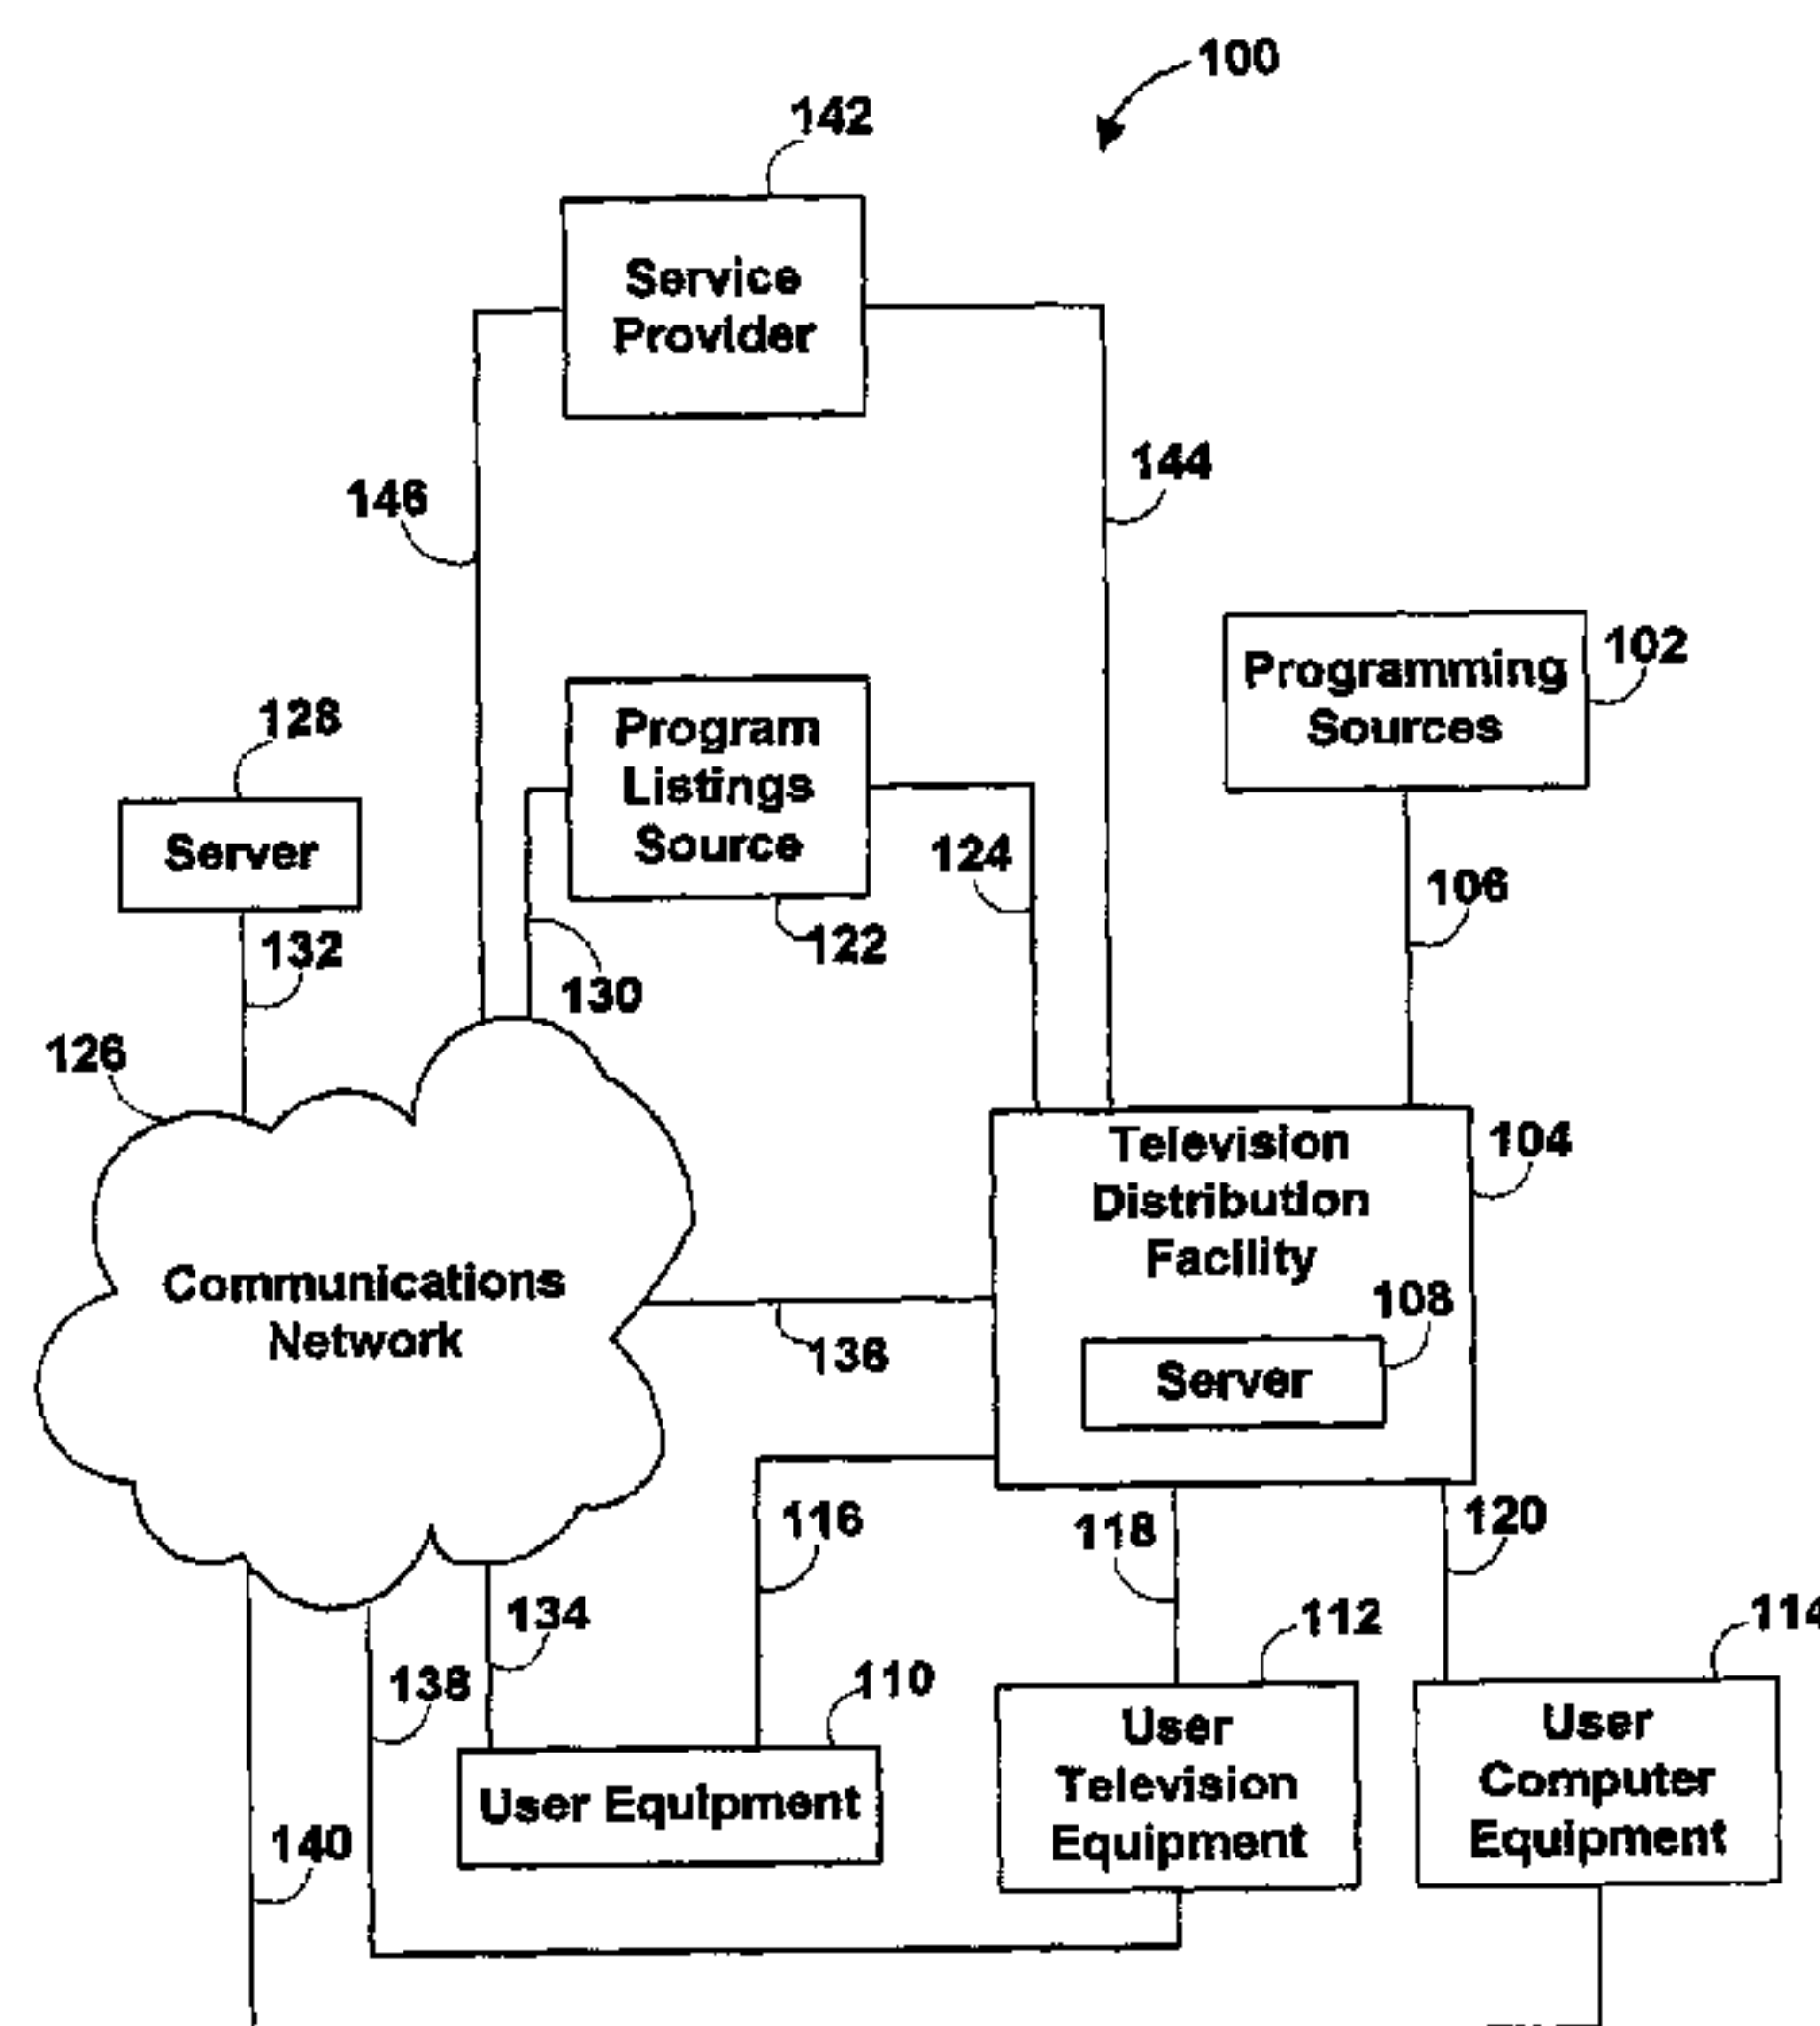 100
142
Service
Provider
146
144
Programming
Sources
102
128
Program
Listings
Source
Server
124
106
122
132
130
126
Television
Distribution
Facility
104
Communications
Network
108
136
Server
116
118
120
134
112
114
138
110
User
Television
Equipment
User
Computer
Equipment
User Equipment
140